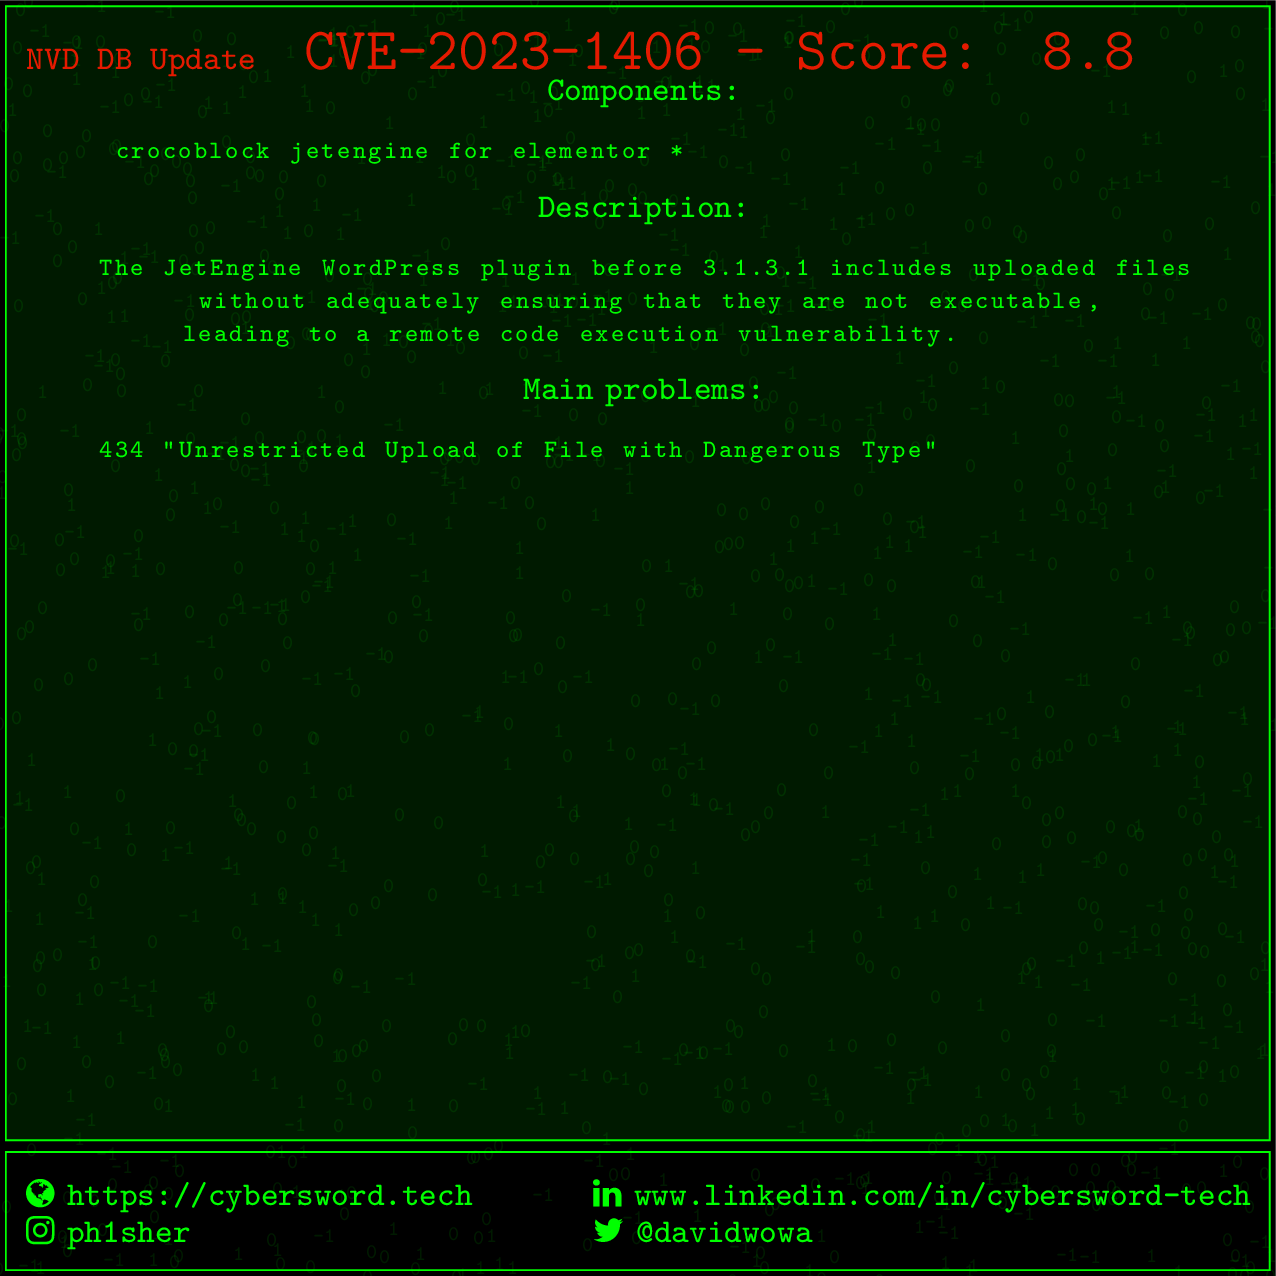 NVD DB Update CVE-2023-1406 - Score: 8.8
Components:
crocoblock jetengine for elementor *
Description:
The JetEngine WordPress plugin before 3.1.3.1 includes uploaded files
without adequately ensuring that they are not executable,
leading to a remote code execution vulnerability.
Main problems:
434 "Unrestricted Upload of File with Dangerous Type"
https://cybersword.tech
www.linkedin.com/in/cybersword-tech
ph1sher
@davidwowa